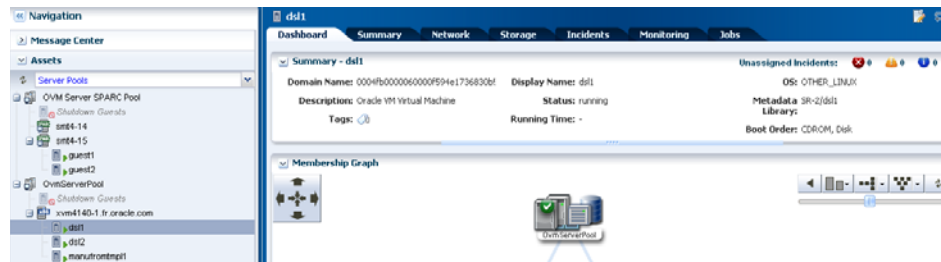 Navigation
Message Center
Assets
Server Pools
OVM Server SPARC Pool
Shutdown Guests
smt4-14
smt4-15
guest1
guest2
OvmServerPool
Shutdown Guests
xvm4140-1.fr.oracle.com
dsl1
dsl2
manufromtmpl1
dsl1
Dashboard Summary Network Storage Incidents Monitoring Jobs
Summary - dsl1 Unassigned Incidents: 0 0 0
Domain Name: 0004fb0000060000f594e1736830b! Display Name: dsl1 OS: OTHER_LINUX
Description: Oracle VM Virtual Machine Status: running Metadata Library: SR-2/dsl1
Tags: Running Time: - Boot Order: CDROM, Disk
Membership Graph
OvmServerPool